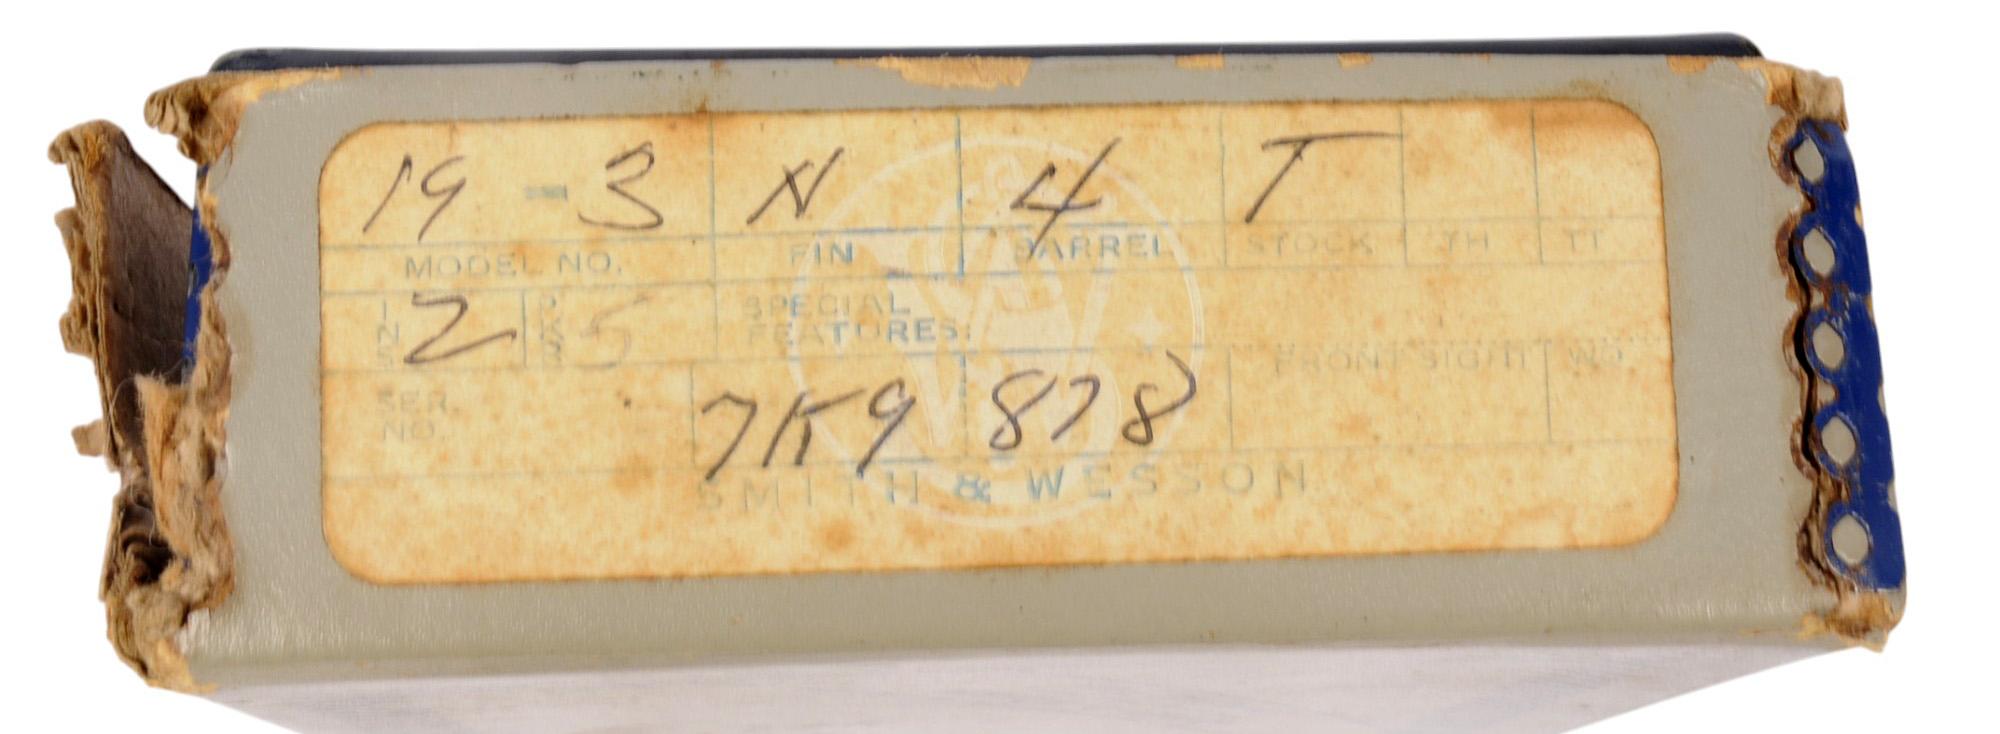 19 - 3 N 4 T
MODEL NO. FIN BARREL STOCK TH TT
INS 2 PKG 5 SPECIAL
FEATURES:
FRONT SIGHT WO.
SER.
NO. 7K9 878
SMITH & WESSON